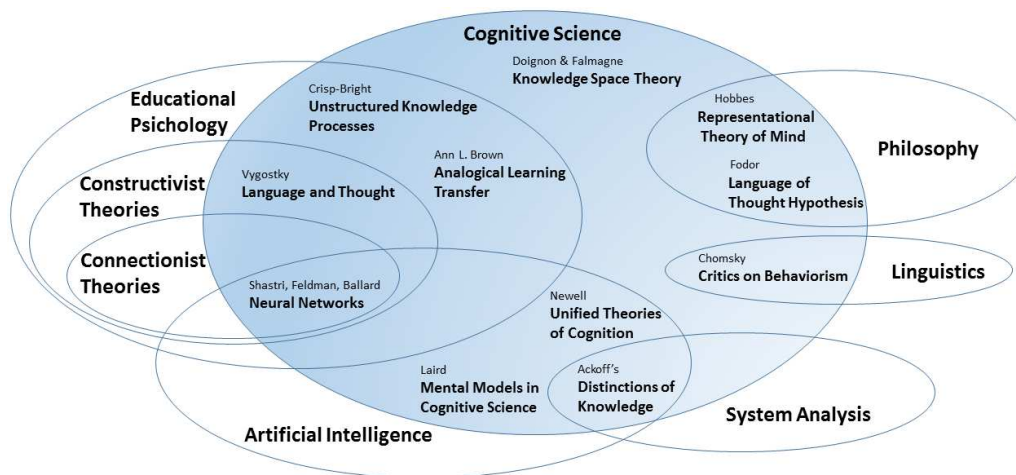 Cognitive Science
Doignon & Falmagne
Knowledge Space Theory
Educational
Psichology
Crisp-Bright
Unstructured Knowledge
Processes
Hobbes
Representational
Theory of Mind
Philosophy
Ann L. Brown
Analogical Learning
Transfer
Fodor
Language of
Thought Hypothesis
Constructivist
Theories
Vygostky
Language and Thought
Connectionist
Theories
Shastri, Feldman, Ballard
Neural Networks
Chomsky
Critics on Behaviorism
Linguistics
Newell
Unified Theories
of Cognition
Laird
Mental Models in
Cognitive Science
Ackoff's
Distinctions of
Knowledge
System Analysis
Artificial Intelligence